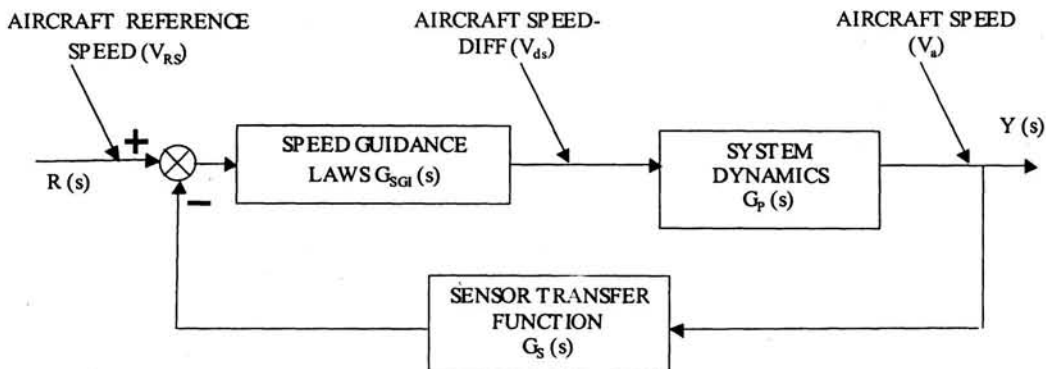 AIRCRAFT REFERENCE
SPEED (V_RS)
AIRCRAFT SPEED-
DIFF (V_ds)
AIRCRAFT SPEED
(V_a)
+
R (s)
−
SPEED GUIDANCE
LAWS G_SGI (s)
SYSTEM
DYNAMICS
G_P (s)
Y (s)
SENSOR TRANSFER
FUNCTION
G_S (s)